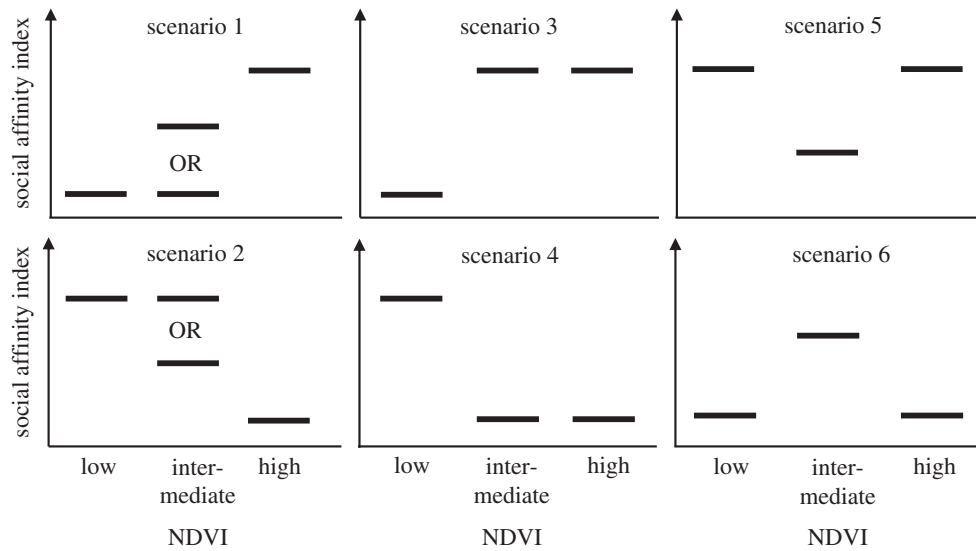 scenario 1
scenario 3
scenario 5
social affinity index
OR
scenario 2
scenario 4
scenario 6
social affinity index
OR
low
inter-
mediate
high
low
inter-
mediate
high
low
inter-
mediate
high
NDVI
NDVI
NDVI